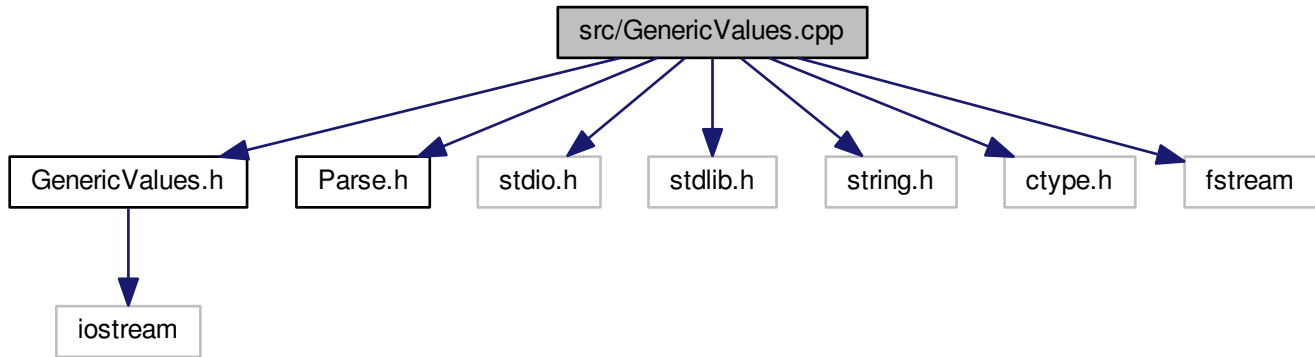 src/GenericValues.cpp
GenericValues.h
Parse.h
stdio.h
stdlib.h
string.h
ctype.h
fstream
iostream